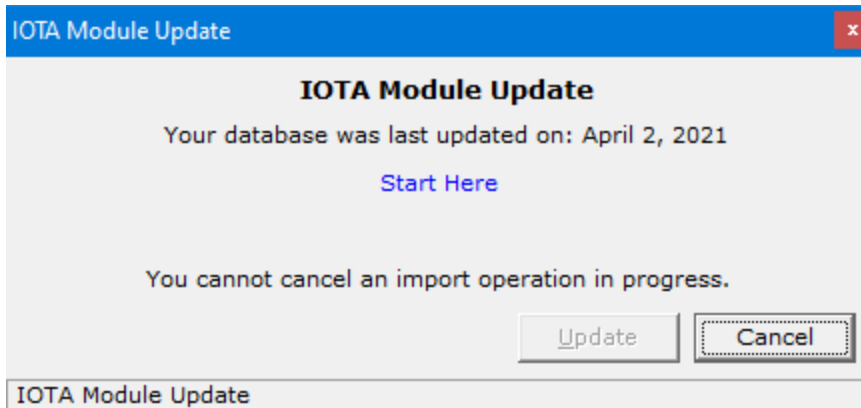 IOTA Module Update
x
IOTA Module Update
Your database was last updated on: April 2, 2021
Start Here
You cannot cancel an import operation in progress.
Update Cancel
IOTA Module Update